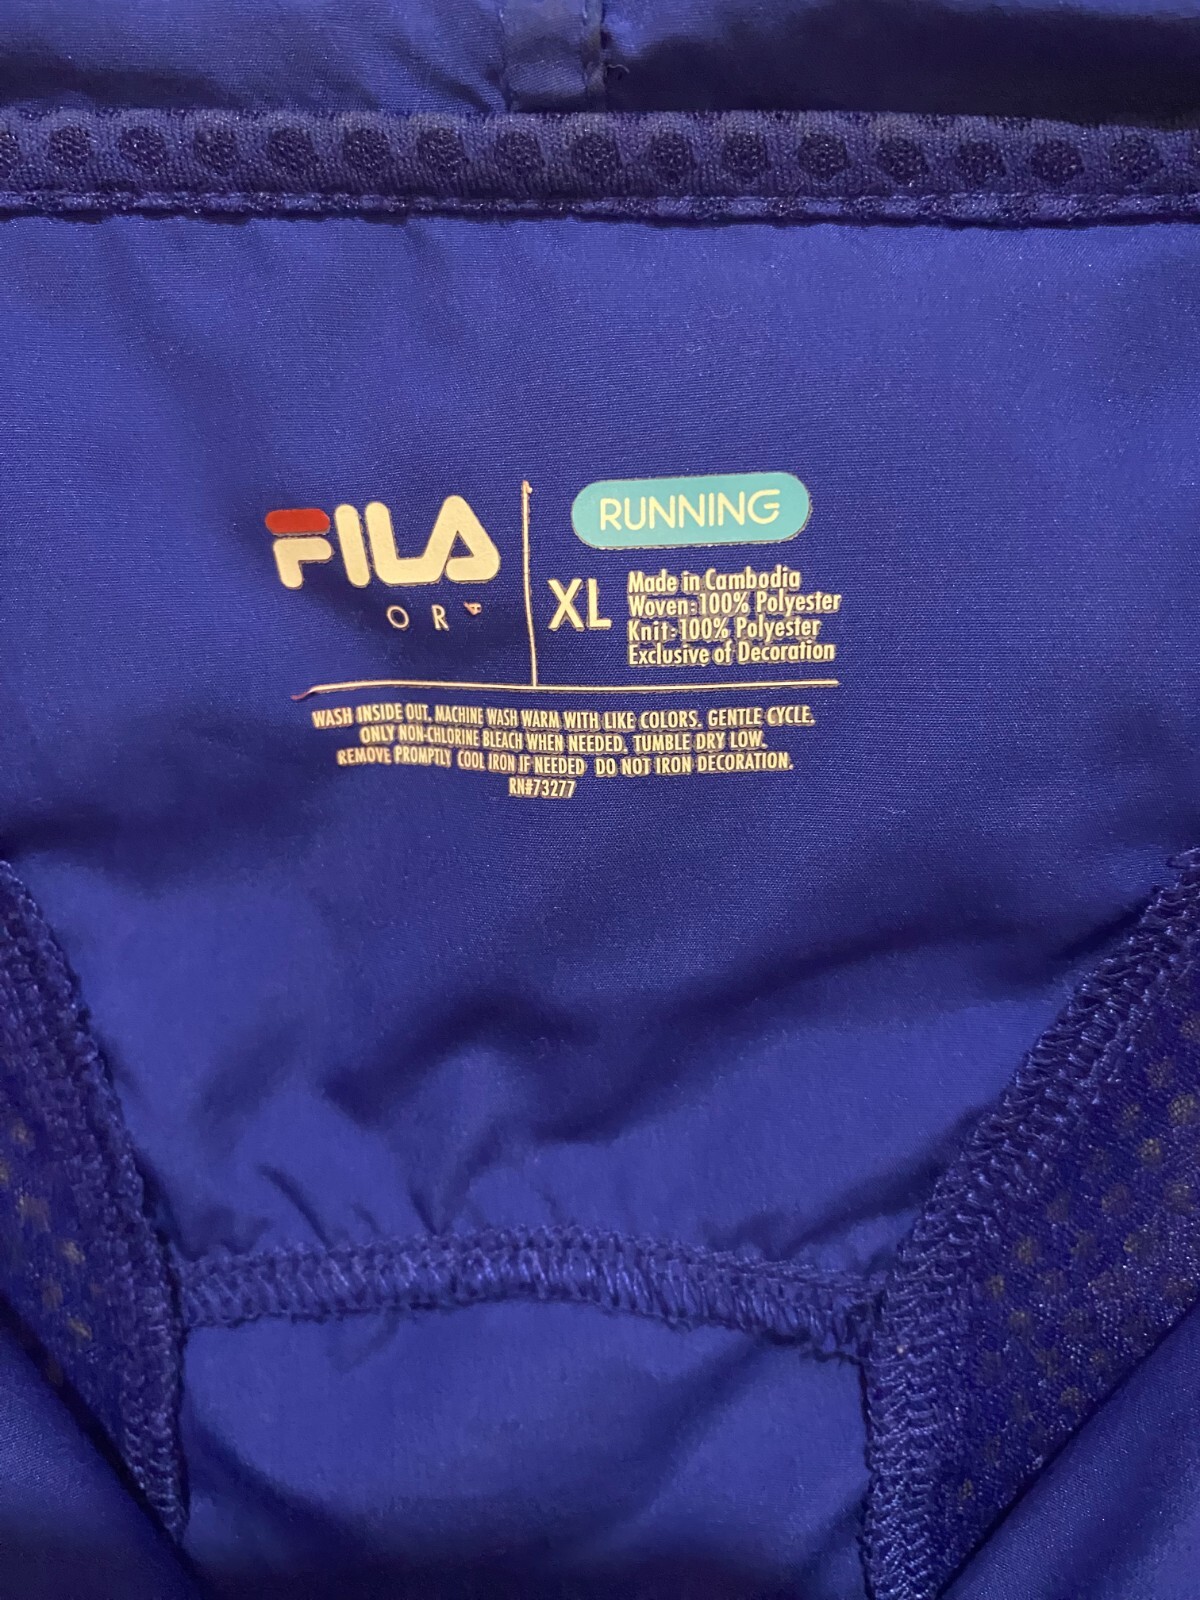 FILA
OR
RUNNING
XL
Made in Cambodia
Woven: 100% Polyester
Knit: 100% Polyester
Exclusive of Decoration
WASH INSIDE OUT. MACHINE WASH WARM WITH LIKE COLORS. GENTLE CYCLE.
ONLY NON-CHLORINE BLEACH WHEN NEEDED. TUMBLE DRY LOW.
REMOVE PROMPTLY COOL IRON IF NEEDED DO NOT IRON DECORATION.
RN#73277